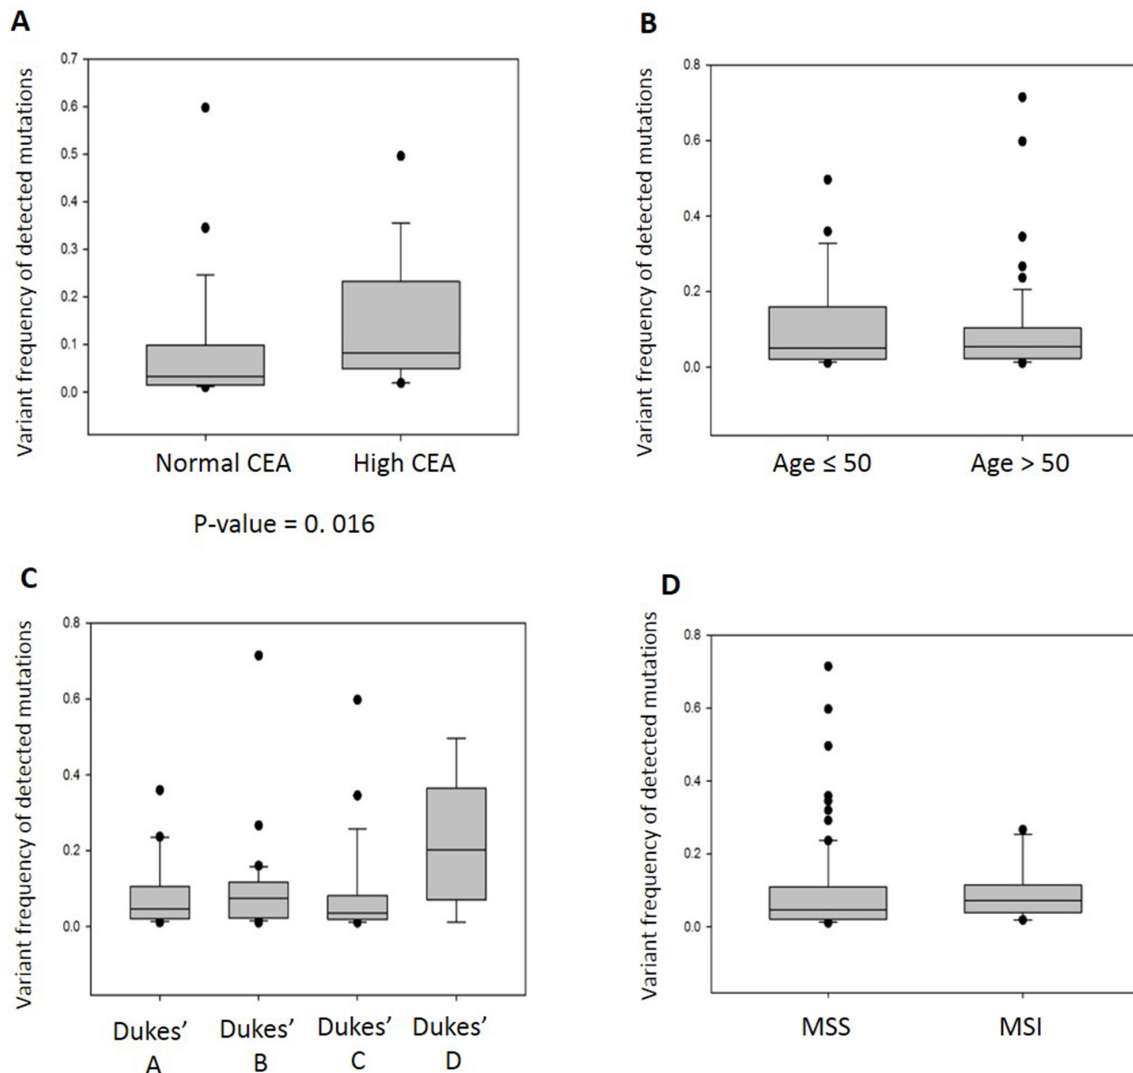 A
Variant frequency of detected mutations
0.7
0.6
0.5
0.4
0.3
0.2
0.1
0.0
Normal CEA
High CEA
P-value = 0. 016
B
Variant frequency of detected mutations
0.8
0.6
0.4
0.2
0.0
Age ≤ 50
Age > 50
C
Variant frequency of detected mutations
0.8
0.6
0.4
0.2
0.0
Dukes’
A
Dukes’
B
Dukes’
C
Dukes’
D
D
Variant frequency of detected mutations
0.8
0.6
0.4
0.2
0.0
MSS
MSI